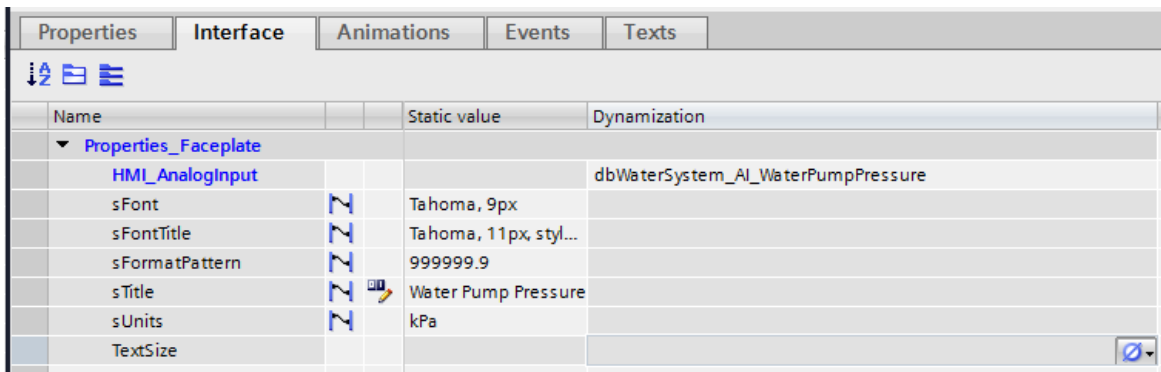 Properties Interface Animations Events Texts
Name Static value Dynamization
Properties_Faceplate
HMI_AnalogInput dbWaterSystem_AI_WaterPumpPressure
sFont Tahoma, 9px
sFontTitle Tahoma, 11px, styl...
sFormatPattern 999999.9
sTitle Water Pump Pressure
sUnits kPa
TextSize